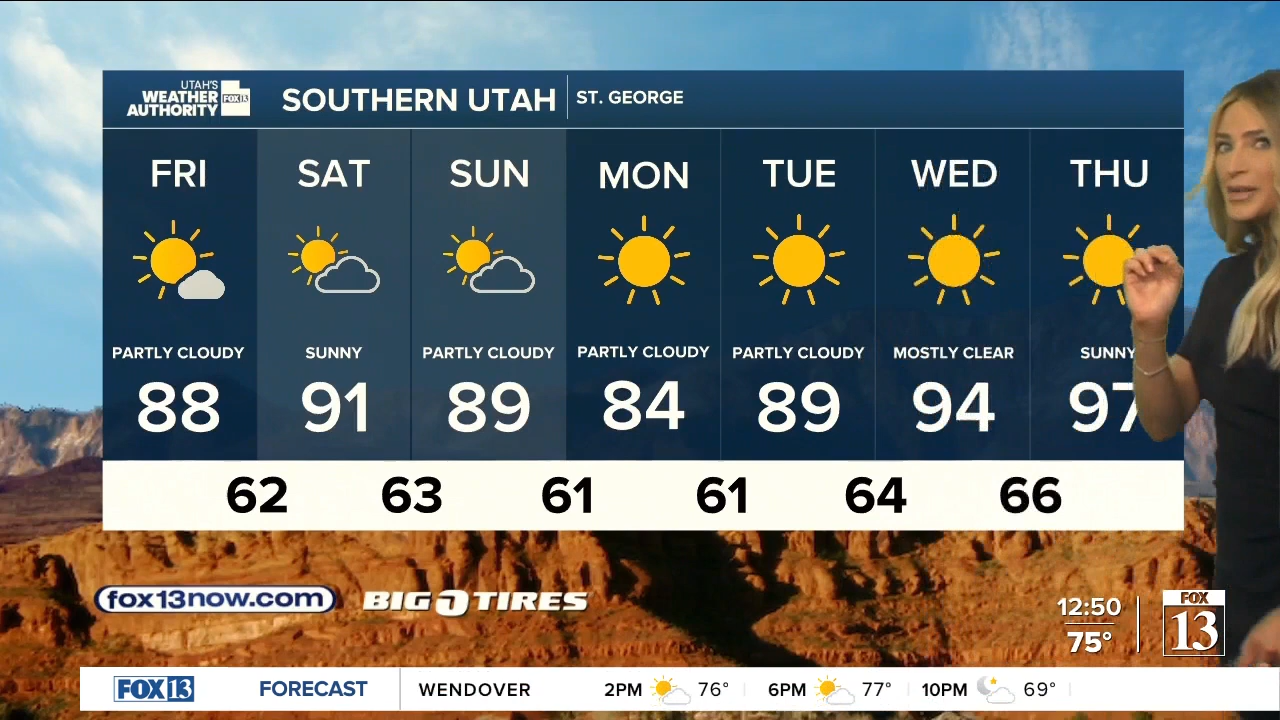 UTAH'S
WEATHER
AUTHORITY
FOX 13
SOUTHERN UTAH
ST. GEORGE
FRI SAT SUN MON TUE WED THU
PARTLY CLOUDY SUNNY PARTLY CLOUDY PARTLY CLOUDY PARTLY CLOUDY MOSTLY CLEAR SUNNY
88 91 89 84 89 94 97
62 63 61 61 64 66
fox13now.com
BIG O TIRES
12:50
75°
FOX
13
FOX 13 FORECAST WENDOVER 2PM 76° 6PM 77° 10PM 69°